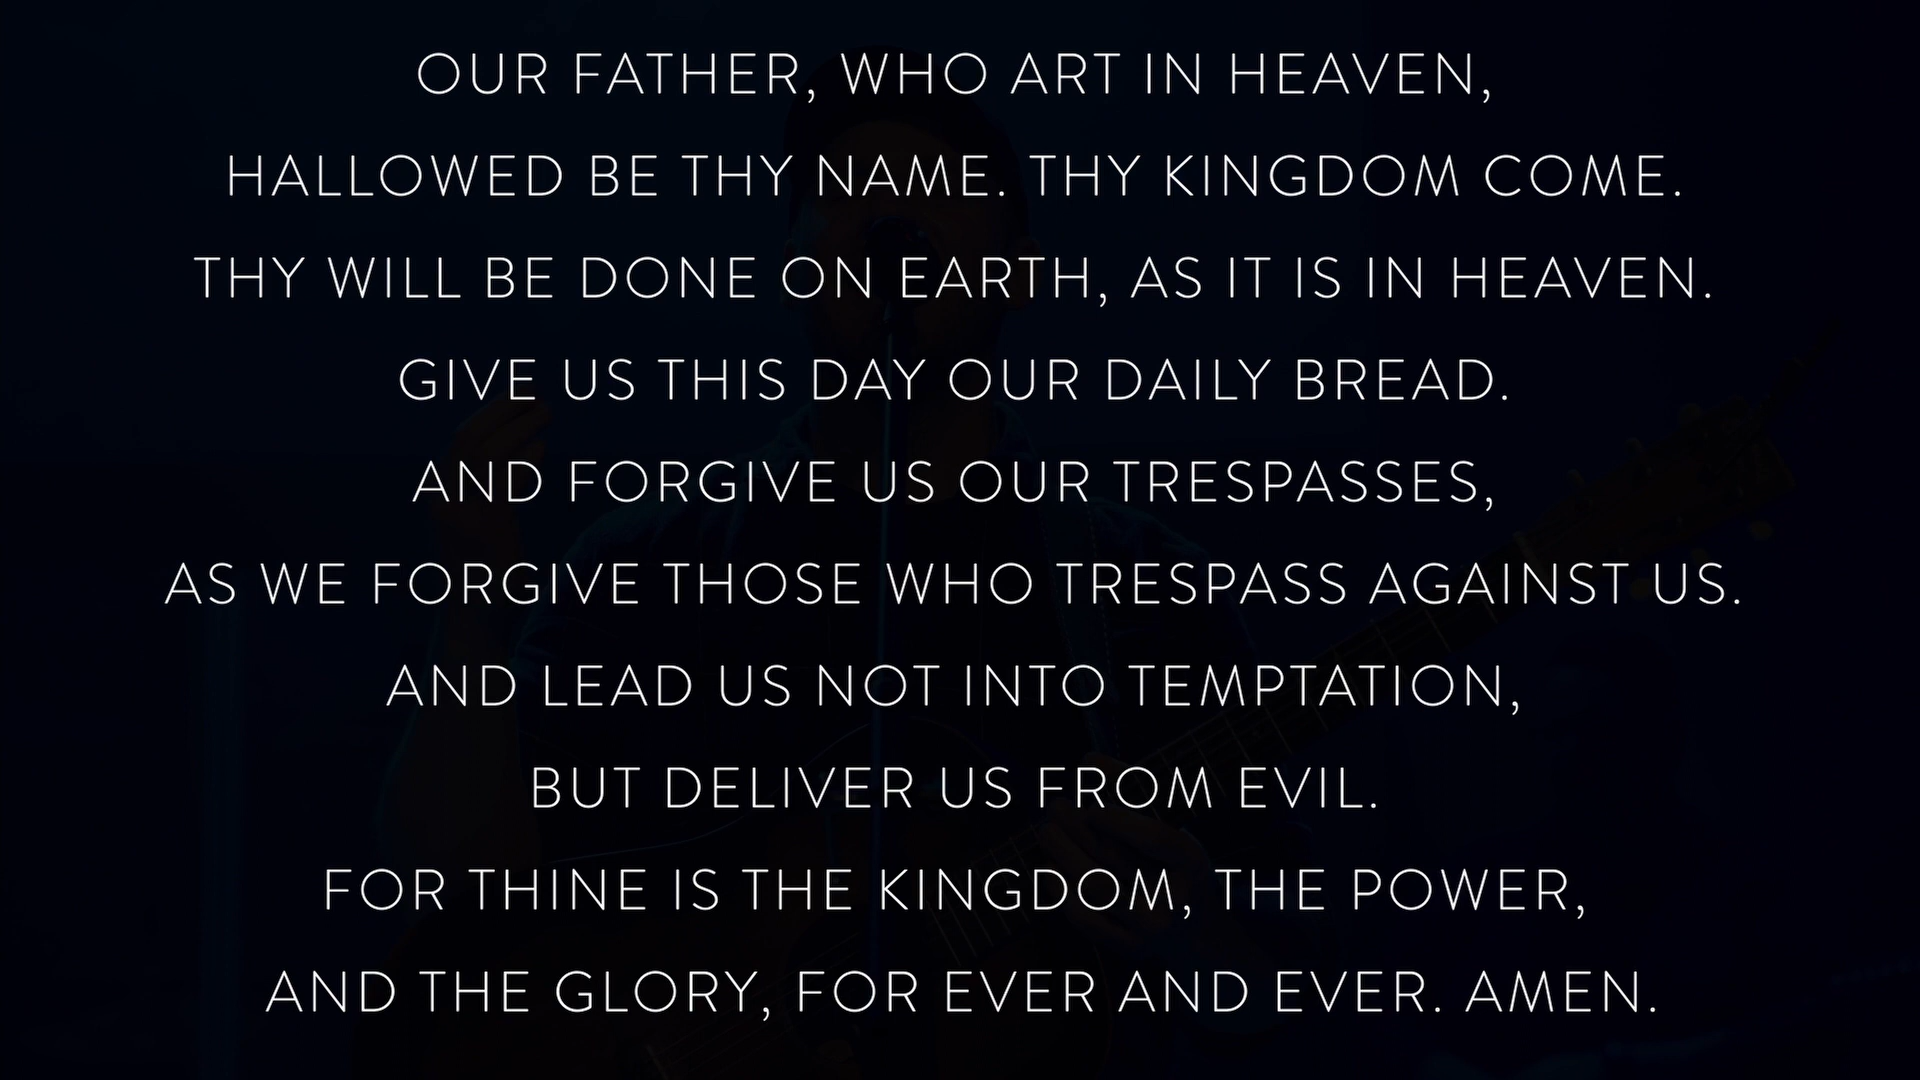 OUR FATHER, WHO ART IN HEAVEN,
HALLOWED BE THY NAME. THY KINGDOM COME.
THY WILL BE DONE ON EARTH, AS IT IS IN HEAVEN.
GIVE US THIS DAY OUR DAILY BREAD.
AND FORGIVE US OUR TRESPASSES,
AS WE FORGIVE THOSE WHO TRESPASS AGAINST US.
AND LEAD US NOT INTO TEMPTATION,
BUT DELIVER US FROM EVIL.
FOR THINE IS THE KINGDOM, THE POWER,
AND THE GLORY, FOR EVER AND EVER. AMEN.